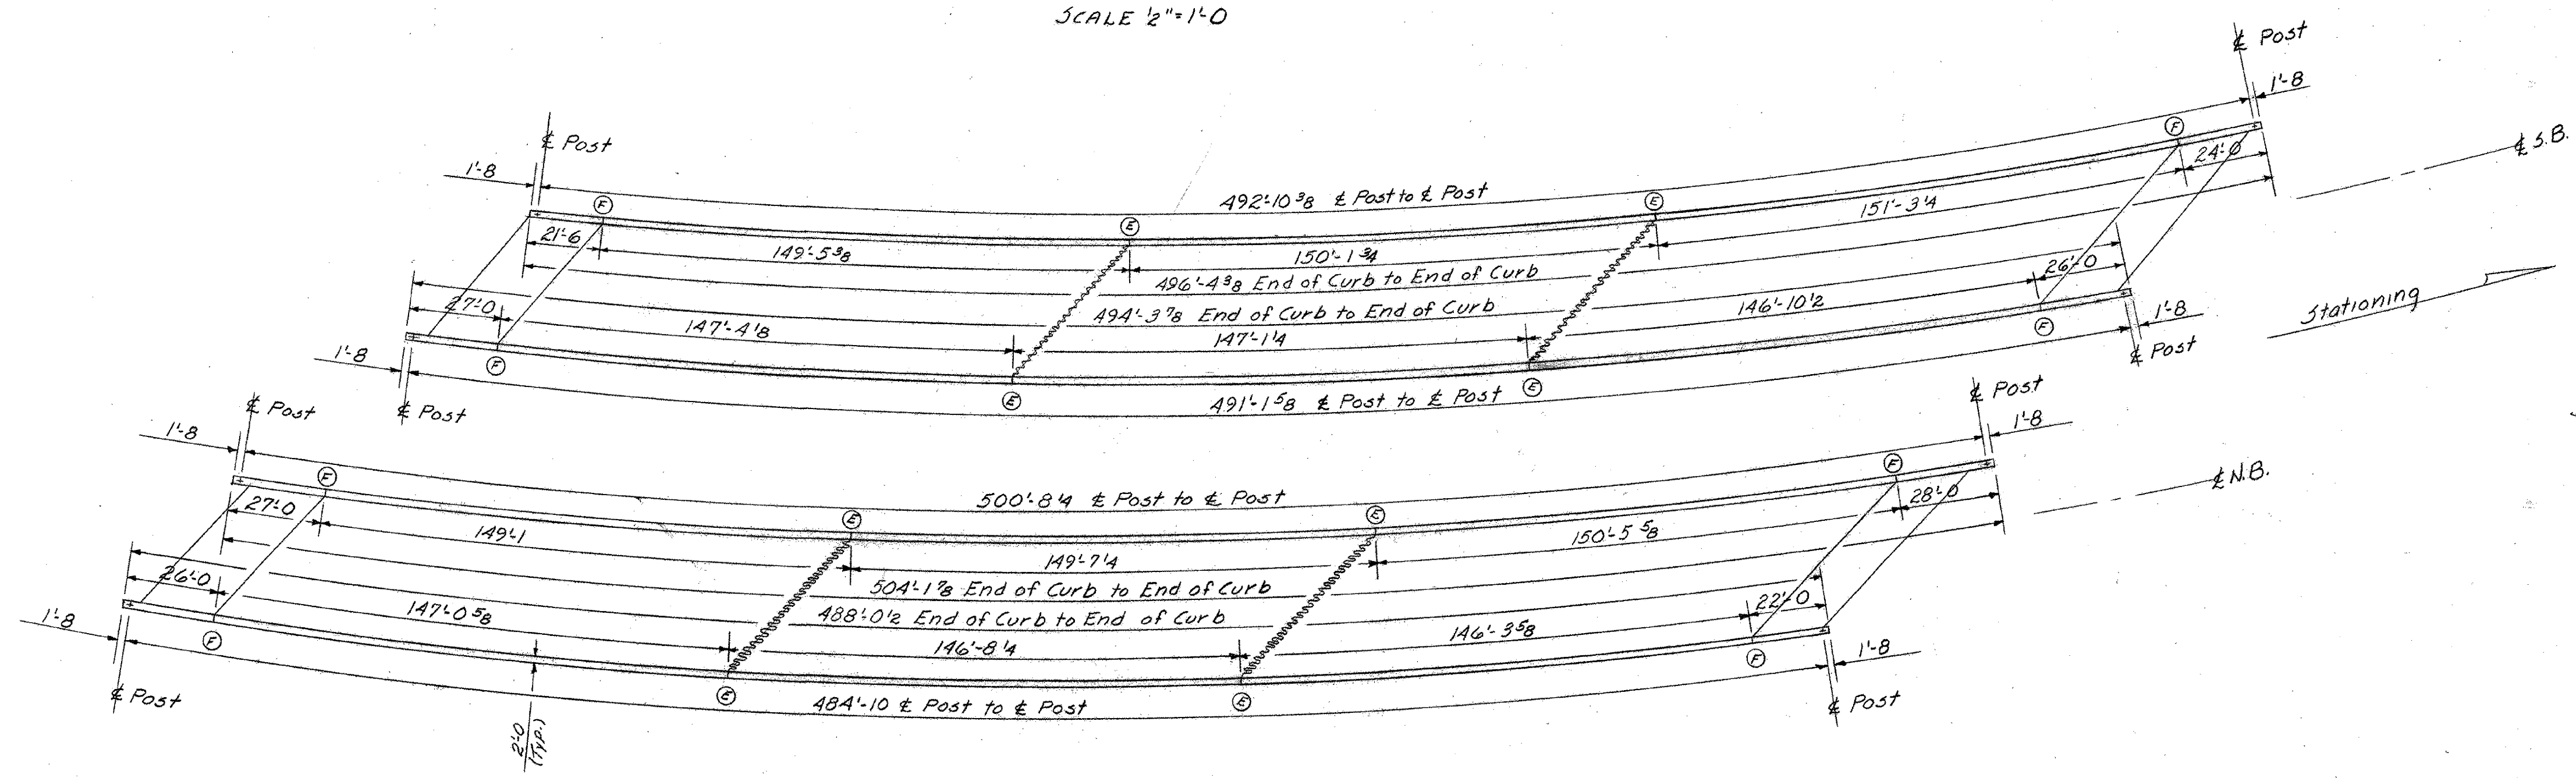 SCALE ½"=1'-0
℄ Post
1'-8
℄ S.B.
℄ Post
1'-8
492'-10⅜ ℄ Post to ℄ Post
F
24'-0
F
E
E
21'-6
149'-5⅜
150'-1¾
151'-3¼
496'-4⅜ End of Curb to End of Curb
26'-0
27'-0
494'-3⅞ End of Curb to End of Curb
147'-4⅛
147'-1¼
146'-10½
Stationing
1'-8
F
E
E
F
1'-8
℄ Post
℄ Post
491'-1⅝ ℄ Post to ℄ Post
℄ Post
℄ Post
1'-8
1'-8
F
500'-8¼ ℄ Post to ℄ Post
F
℄ N.B.
27'-0
E
E
28'-0
149'-1
149'-7¼
150'-5⅝
504'-1⅞ End of Curb to End of Curb
26'-0
488'-0½ End of Curb to End of Curb
22'-0
147'-0⅝
146'-8¼
146'-3⅝
1'-8
F
F
1'-8
E
E
℄ Post
484'-10 ℄ Post to ℄ Post
℄ Post
2'-0
(Typ.)